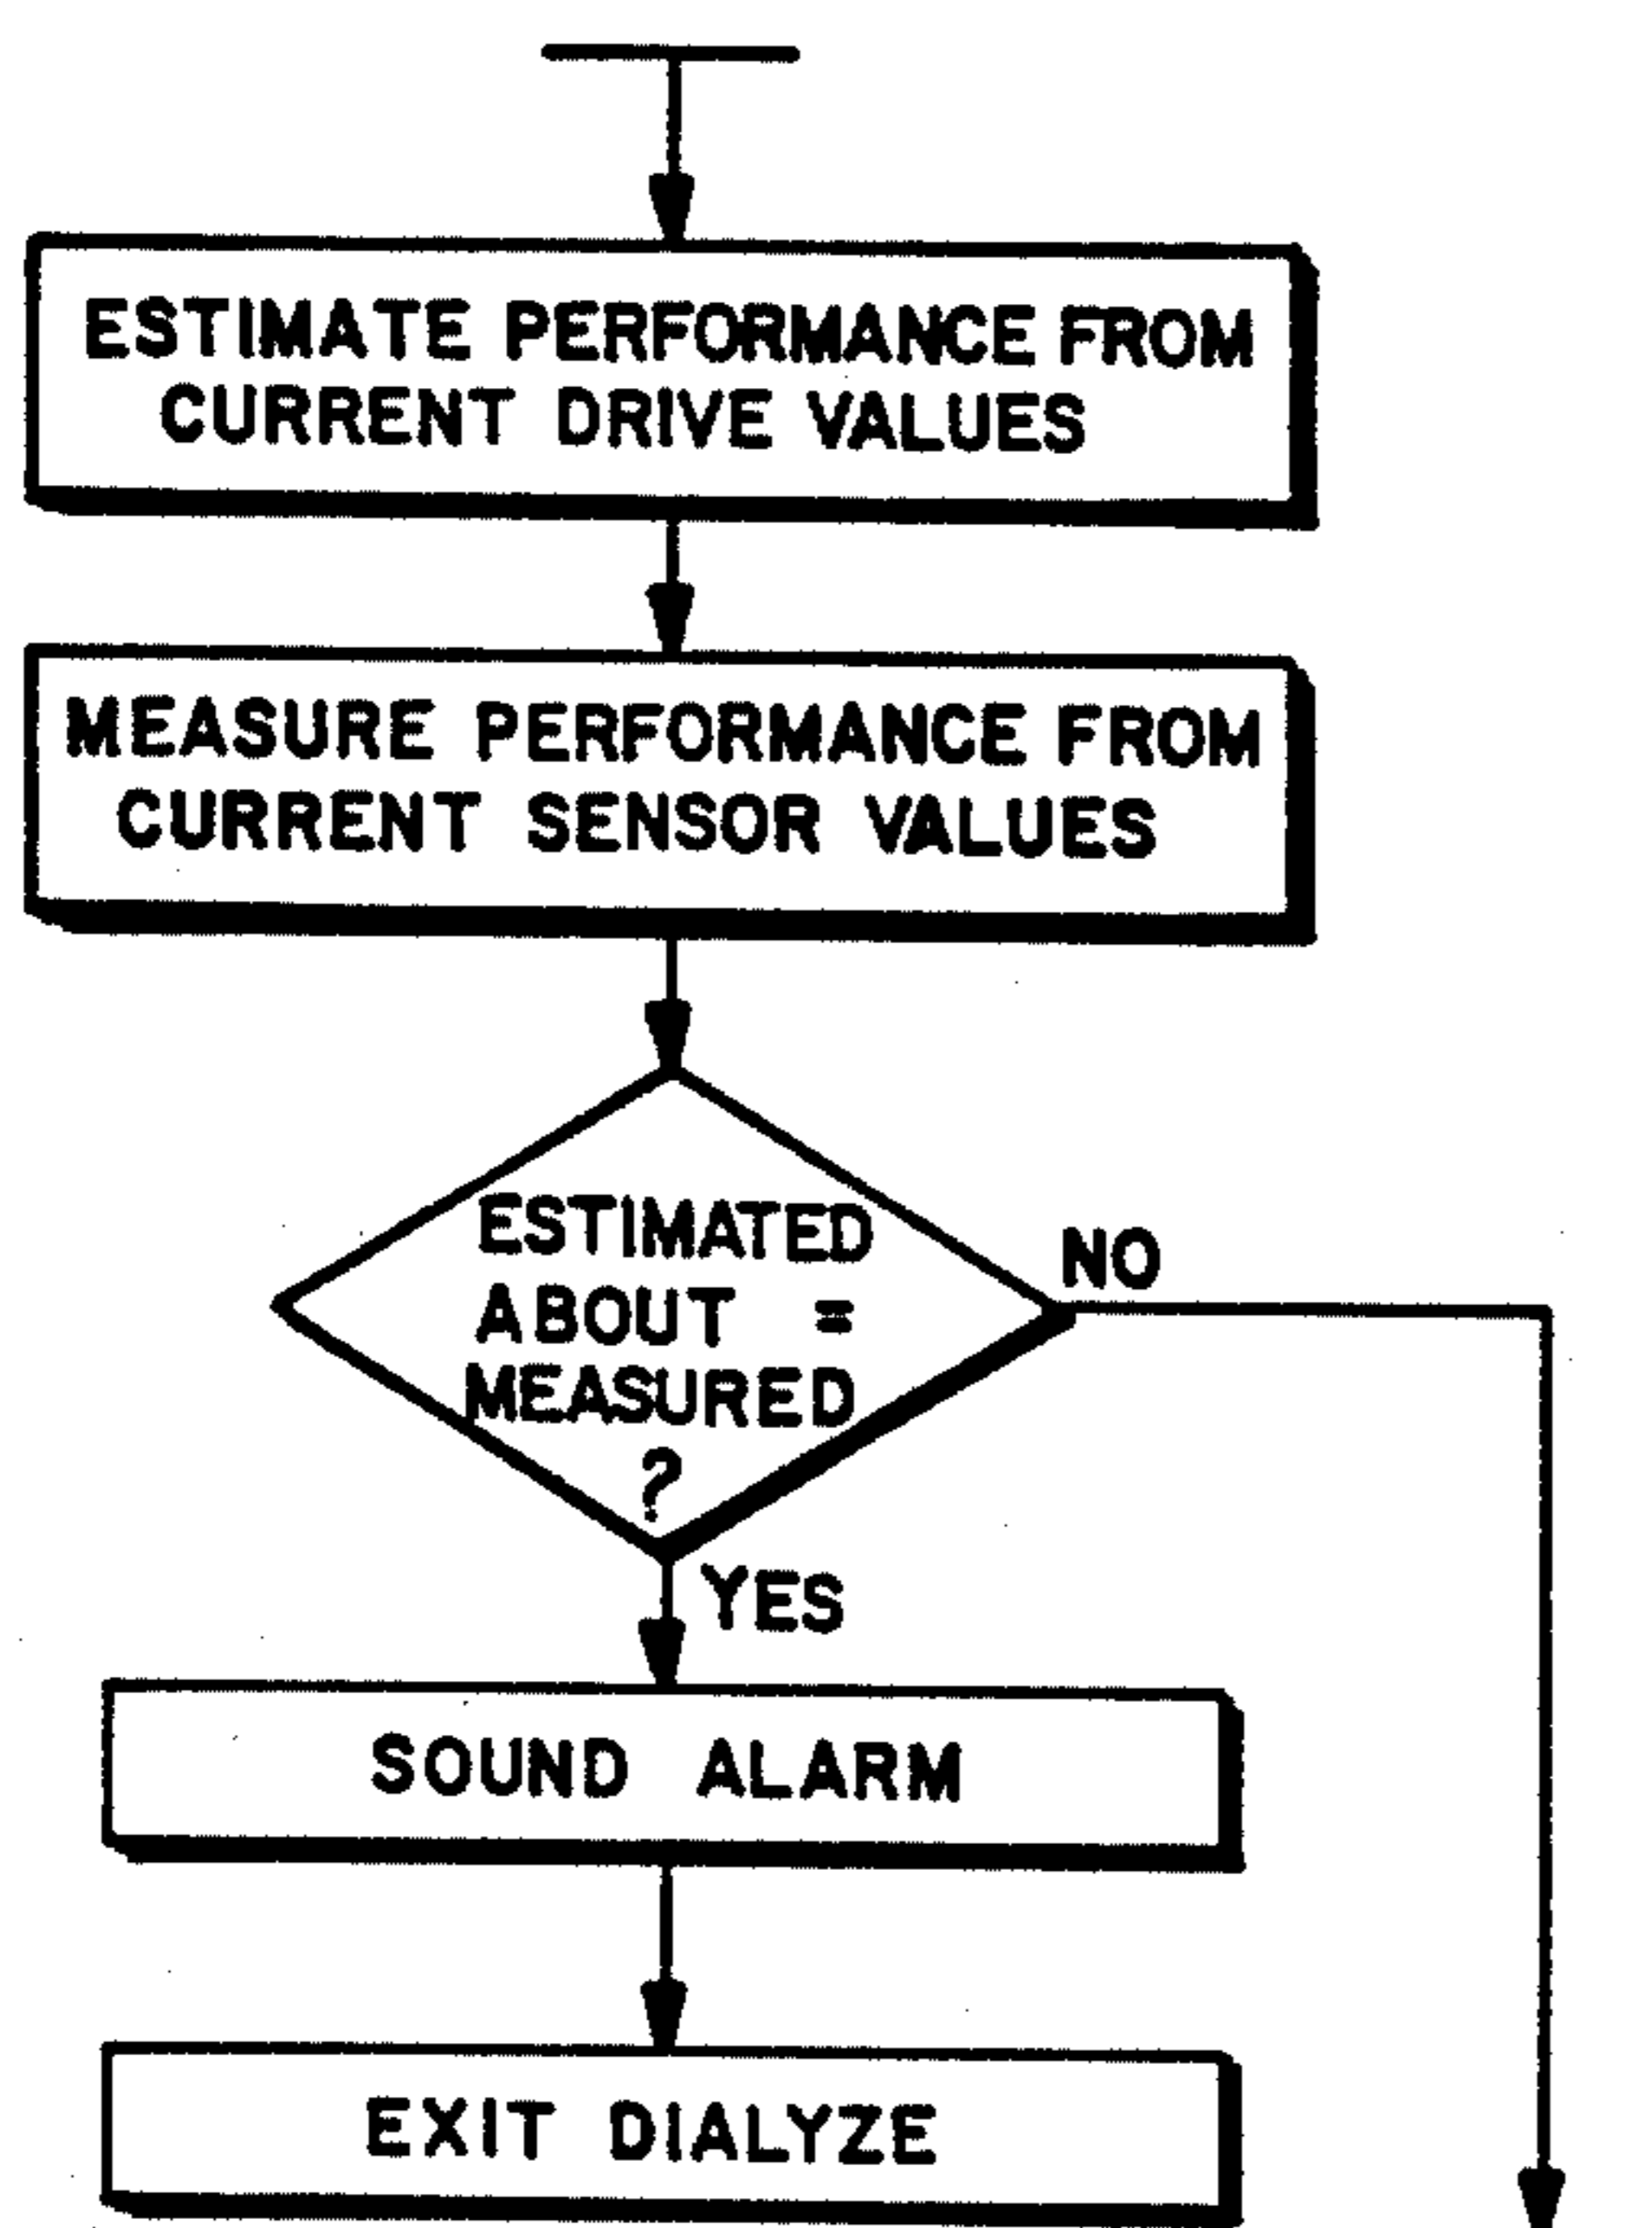 ESTIMATE PERFORMANCE FROM
CURRENT DRIVE VALUES
MEASURE PERFORMANCE FROM
CURRENT SENSOR VALUES
ESTIMATED
ABOUT =
MEASURED
?
NO
YES
SOUND ALARM
EXIT DIALYZE